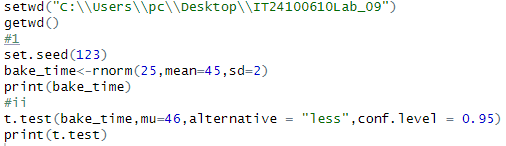 setwd("C:\\Users\\pc\\Desktop\\IT24100610Lab_09")
getwd()
#1
set.seed(123)
bake_time<-rnorm(25,mean=45,sd=2)
print(bake_time)
#ii
t.test(bake_time,mu=46,alternative = "less",conf.level = 0.95)
print(t.test)